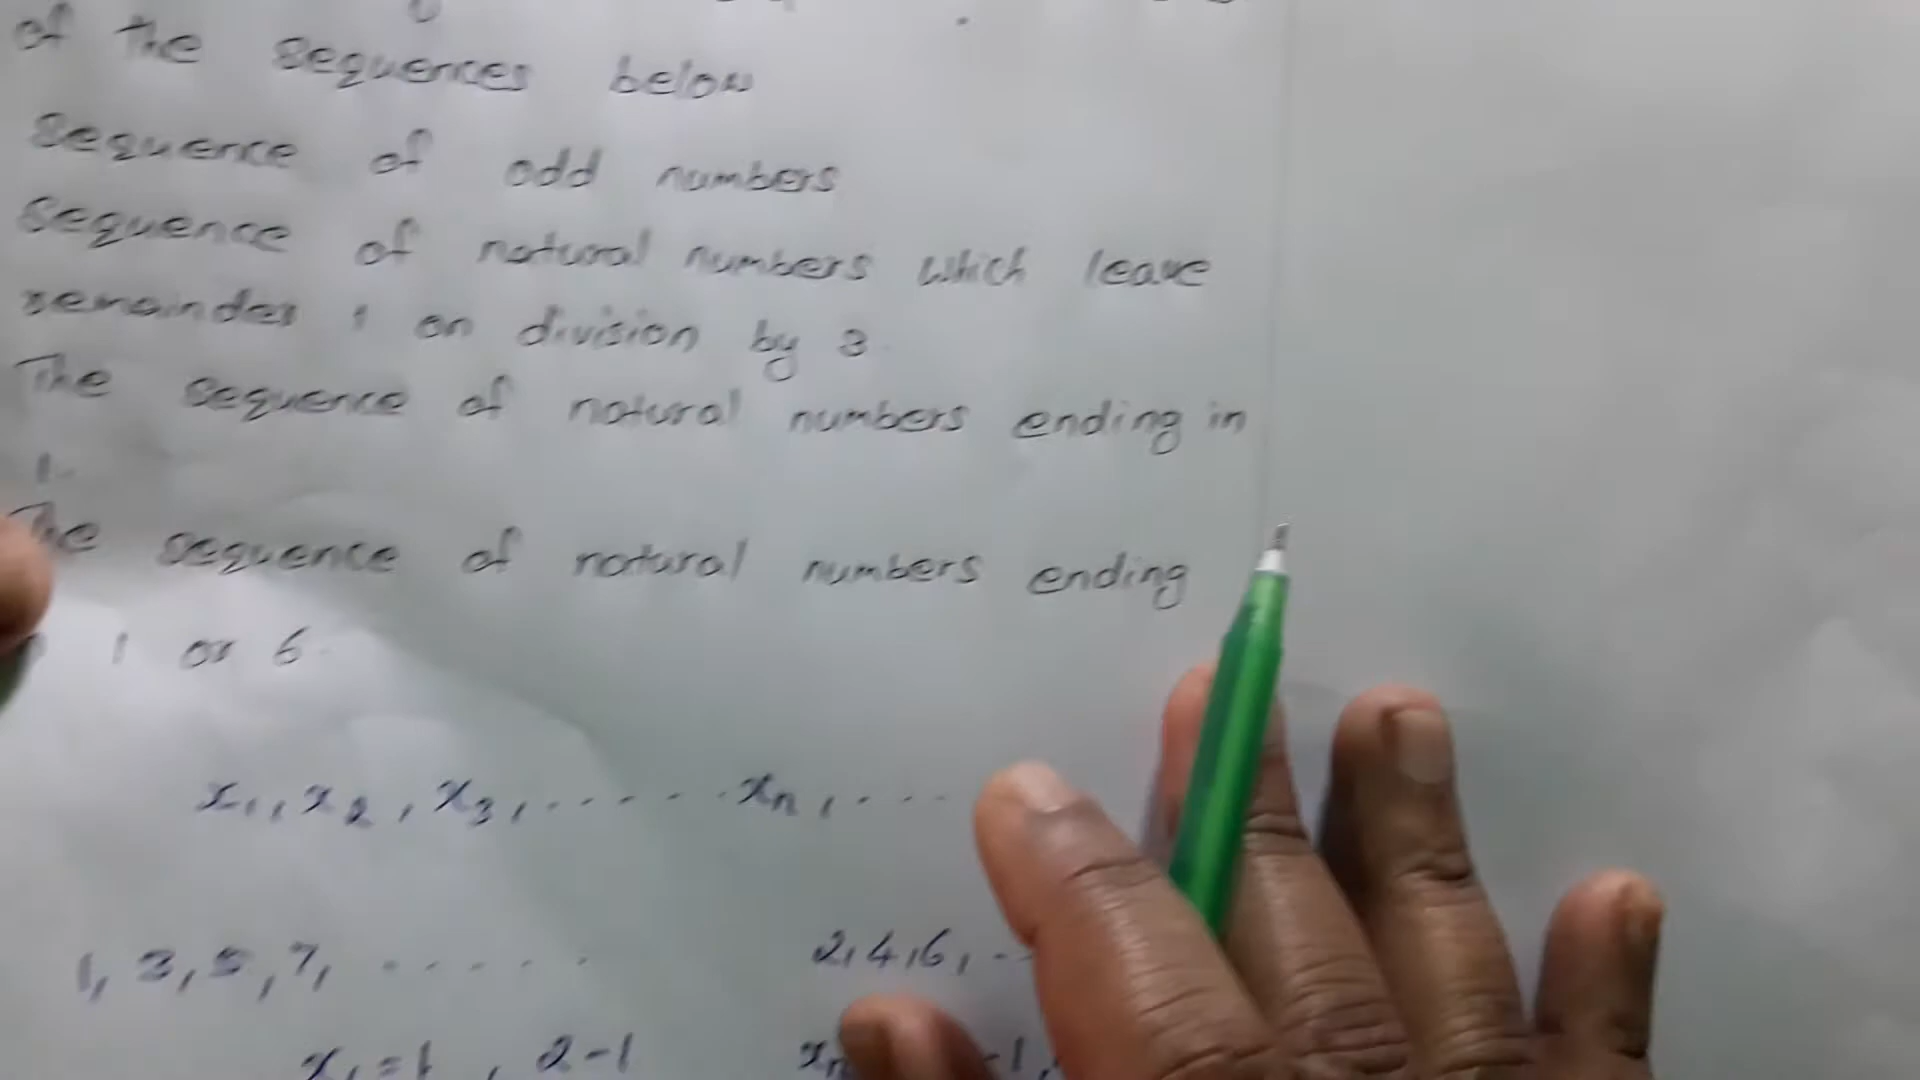 of the sequences below
Sequence of odd numbers
Sequence of natural numbers which leave
remainder 1 on division by 3.
The sequence of natural numbers ending in
1.
The sequence of natural numbers ending
1 or 6.
x₁, x₂, x₃, ...... xₙ, ...
1, 3, 5, 7, ......
2, 4, 6, ..
x₁ = 1, 2-1